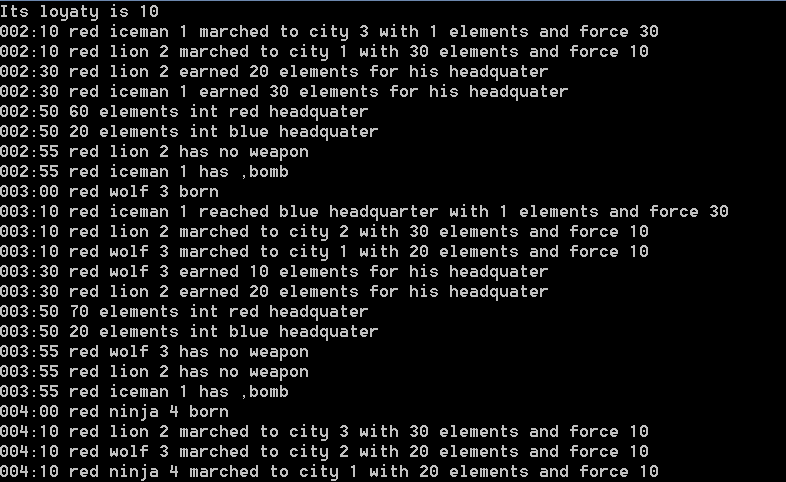 Its loyaty is 10
002:10 red iceman 1 marched to city 3 with 1 elements and force 30
002:10 red lion 2 marched to city 1 with 30 elements and force 10
002:30 red lion 2 earned 20 elements for his headquater
002:30 red iceman 1 earned 30 elements for his headquater
002:50 60 elements int red headquater
002:50 20 elements int blue headquater
002:55 red lion 2 has no weapon
002:55 red iceman 1 has ,bomb
003:00 red wolf 3 born
003:10 red iceman 1 reached blue headquarter with 1 elements and force 30
003:10 red lion 2 marched to city 2 with 30 elements and force 10
003:10 red wolf 3 marched to city 1 with 20 elements and force 10
003:30 red wolf 3 earned 10 elements for his headquater
003:30 red lion 2 earned 20 elements for his headquater
003:50 70 elements int red headquater
003:50 20 elements int blue headquater
003:55 red wolf 3 has no weapon
003:55 red lion 2 has no weapon
003:55 red iceman 1 has ,bomb
004:00 red ninja 4 born
004:10 red lion 2 marched to city 3 with 30 elements and force 10
004:10 red wolf 3 marched to city 2 with 20 elements and force 10
004:10 red ninja 4 marched to city 1 with 20 elements and force 10